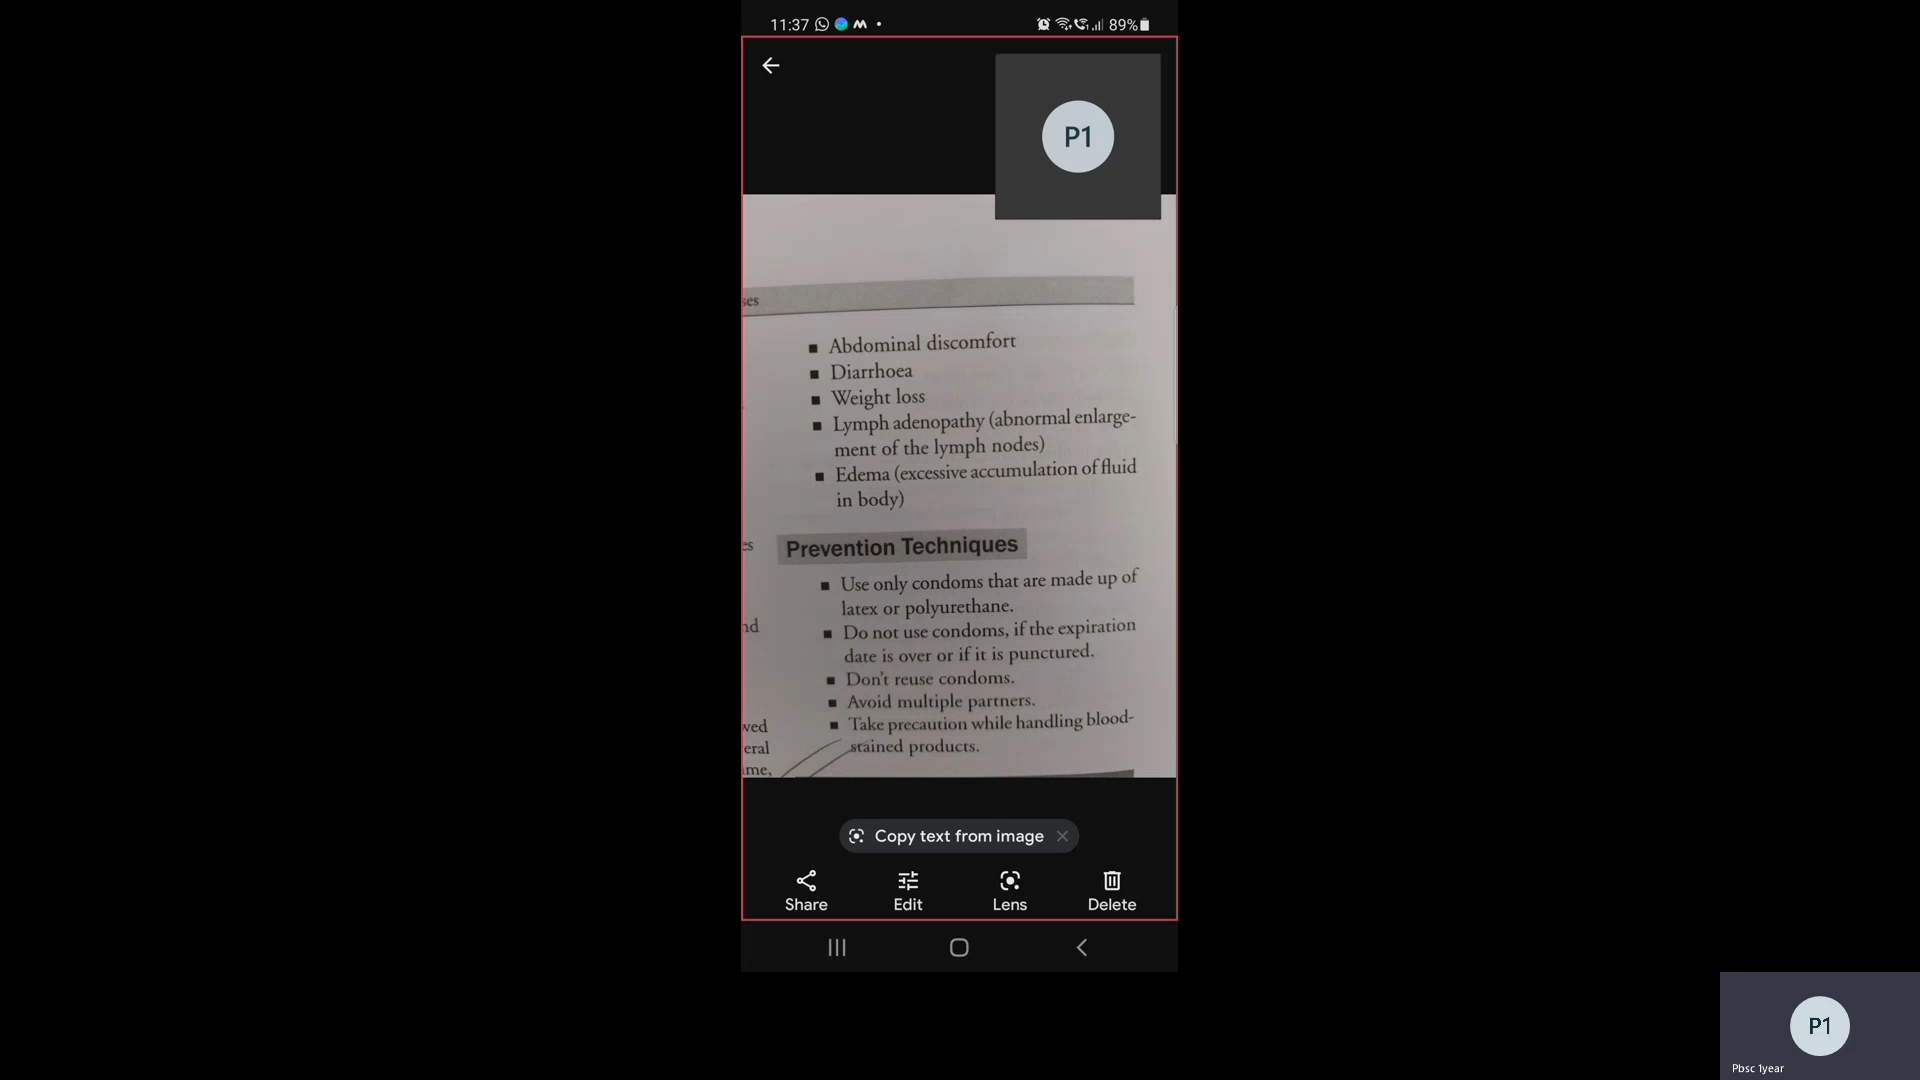 11:37
89%
P1
ses
■ Abdominal discomfort
■ Diarrhoea
■ Weight loss
■ Lymph adenopathy (abnormal enlarge-
ment of the lymph nodes)
■ Edema (excessive accumulation of fluid
in body)
es
Prevention Techniques
■ Use only condoms that are made up of
latex or polyurethane.
nd
■ Do not use condoms, if the expiration
date is over or if it is punctured.
■ Don't reuse condoms.
■ Avoid multiple partners.
wed
■ Take precaution while handling blood-
eral
stained products.
ume,
Copy text from image
Share Edit Lens Delete
P1
Pbsc 1year